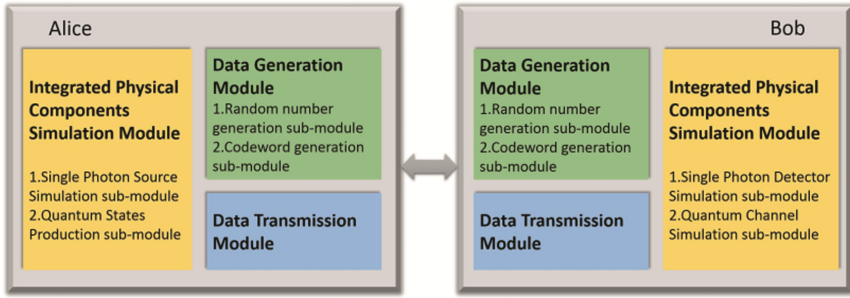 Alice
Integrated Physical
Components
Simulation Module
1.Single Photon Source
Simulation sub-module
2.Quantum States
Production sub-module
Data Generation
Module
1.Random number
generation sub-module
2.Codeword generation
sub-module
Data Transmission
Module
Bob
Data Generation
Module
1.Random number
generation sub-module
2.Codeword generation
sub-module
Data Transmission
Module
Integrated Physical
Components
Simulation Module
1.Single Photon Detector
Simulation sub-module
2.Quantum Channel
Simulation sub-module